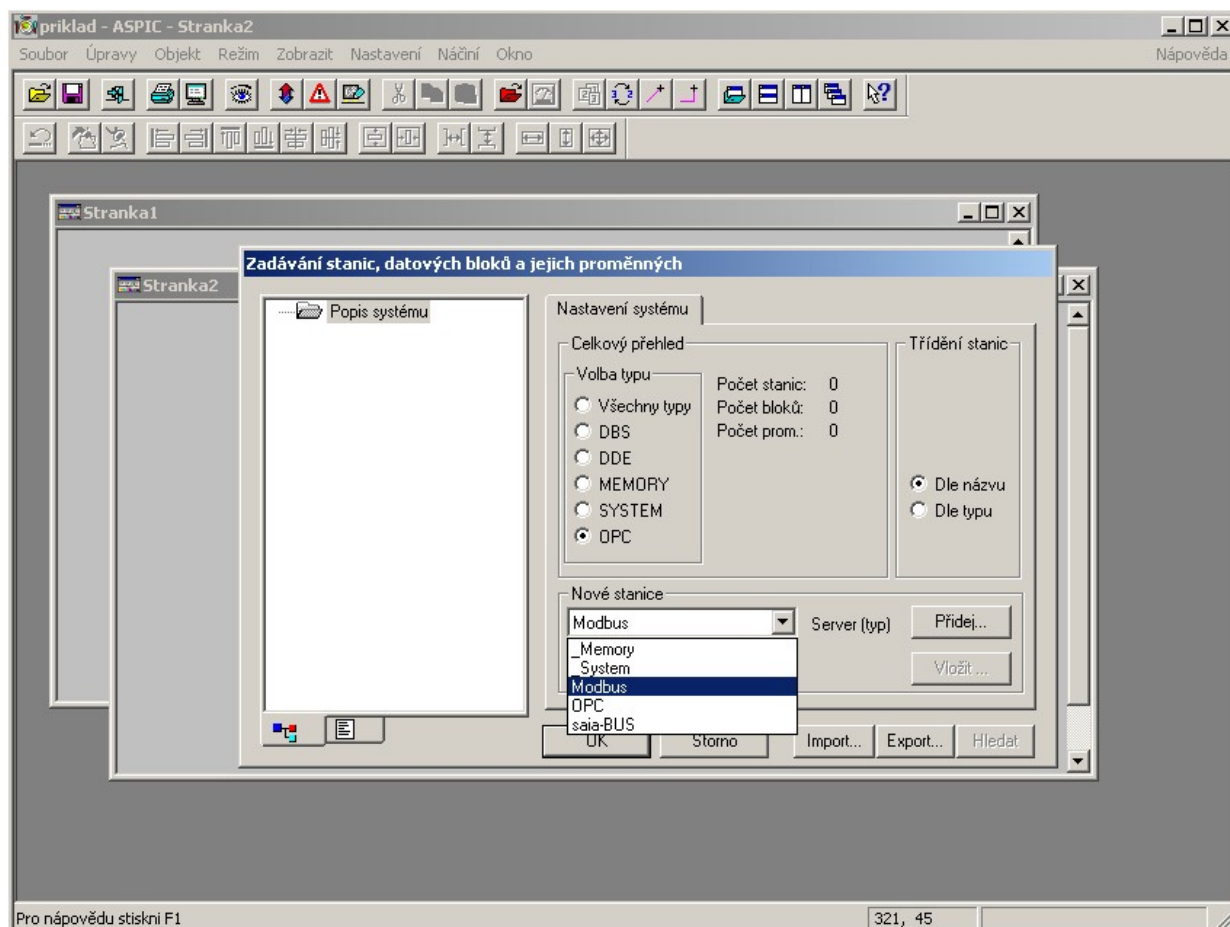 priklad - ASPIC - Stranka2
Soubor Úpravy Objekt Režim Zobrazit Nastavení Náčiní Okno Nápověda
Stranka1
Zadávání stanic, datových bloků a jejich proměnných
Stranka2
Popis systému
Nastavení systému
Celkový přehled
Třídění stanic
Volba typu
Všechny typy
DBS
DDE
MEMORY
SYSTEM
OPC
Počet stanic: 0
Počet bloků: 0
Počet prom.: 0
Dle názvu
Dle typu
Nové stanice
Modbus
Server (typ)
Přidej...
_Memory
_System
Modbus
OPC
saia-BUS
Vložit ...
OK
Storno
Import...
Export...
Hledat
Pro nápovědu stiskni F1
321, 45